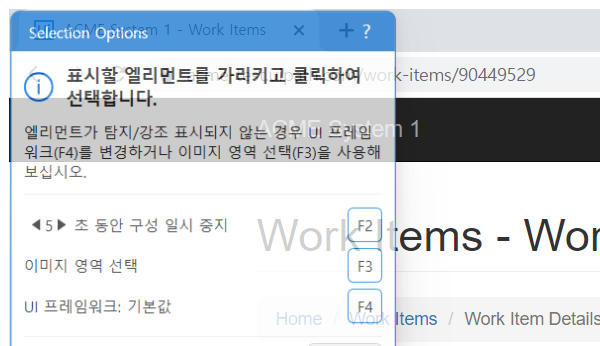 ACME System 1 - Work Items × + ?
Selection Options
/work-items/90449529
표시할 엘리먼트를 가리키고 클릭하여
선택합니다.
ACME System 1
엘리먼트가 탐지/강조 표시되지 않는 경우 UI 프레임
워크(F4)를 변경하거나 이미지 영역 선택(F3)을 사용해
보십시오.
◀5▶ 초 동안 구성 일시 중지 F2
Work Items - Wor
이미지 영역 선택 F3
UI 프레임워크: 기본값 F4
Home / Work Items / Work Item Details